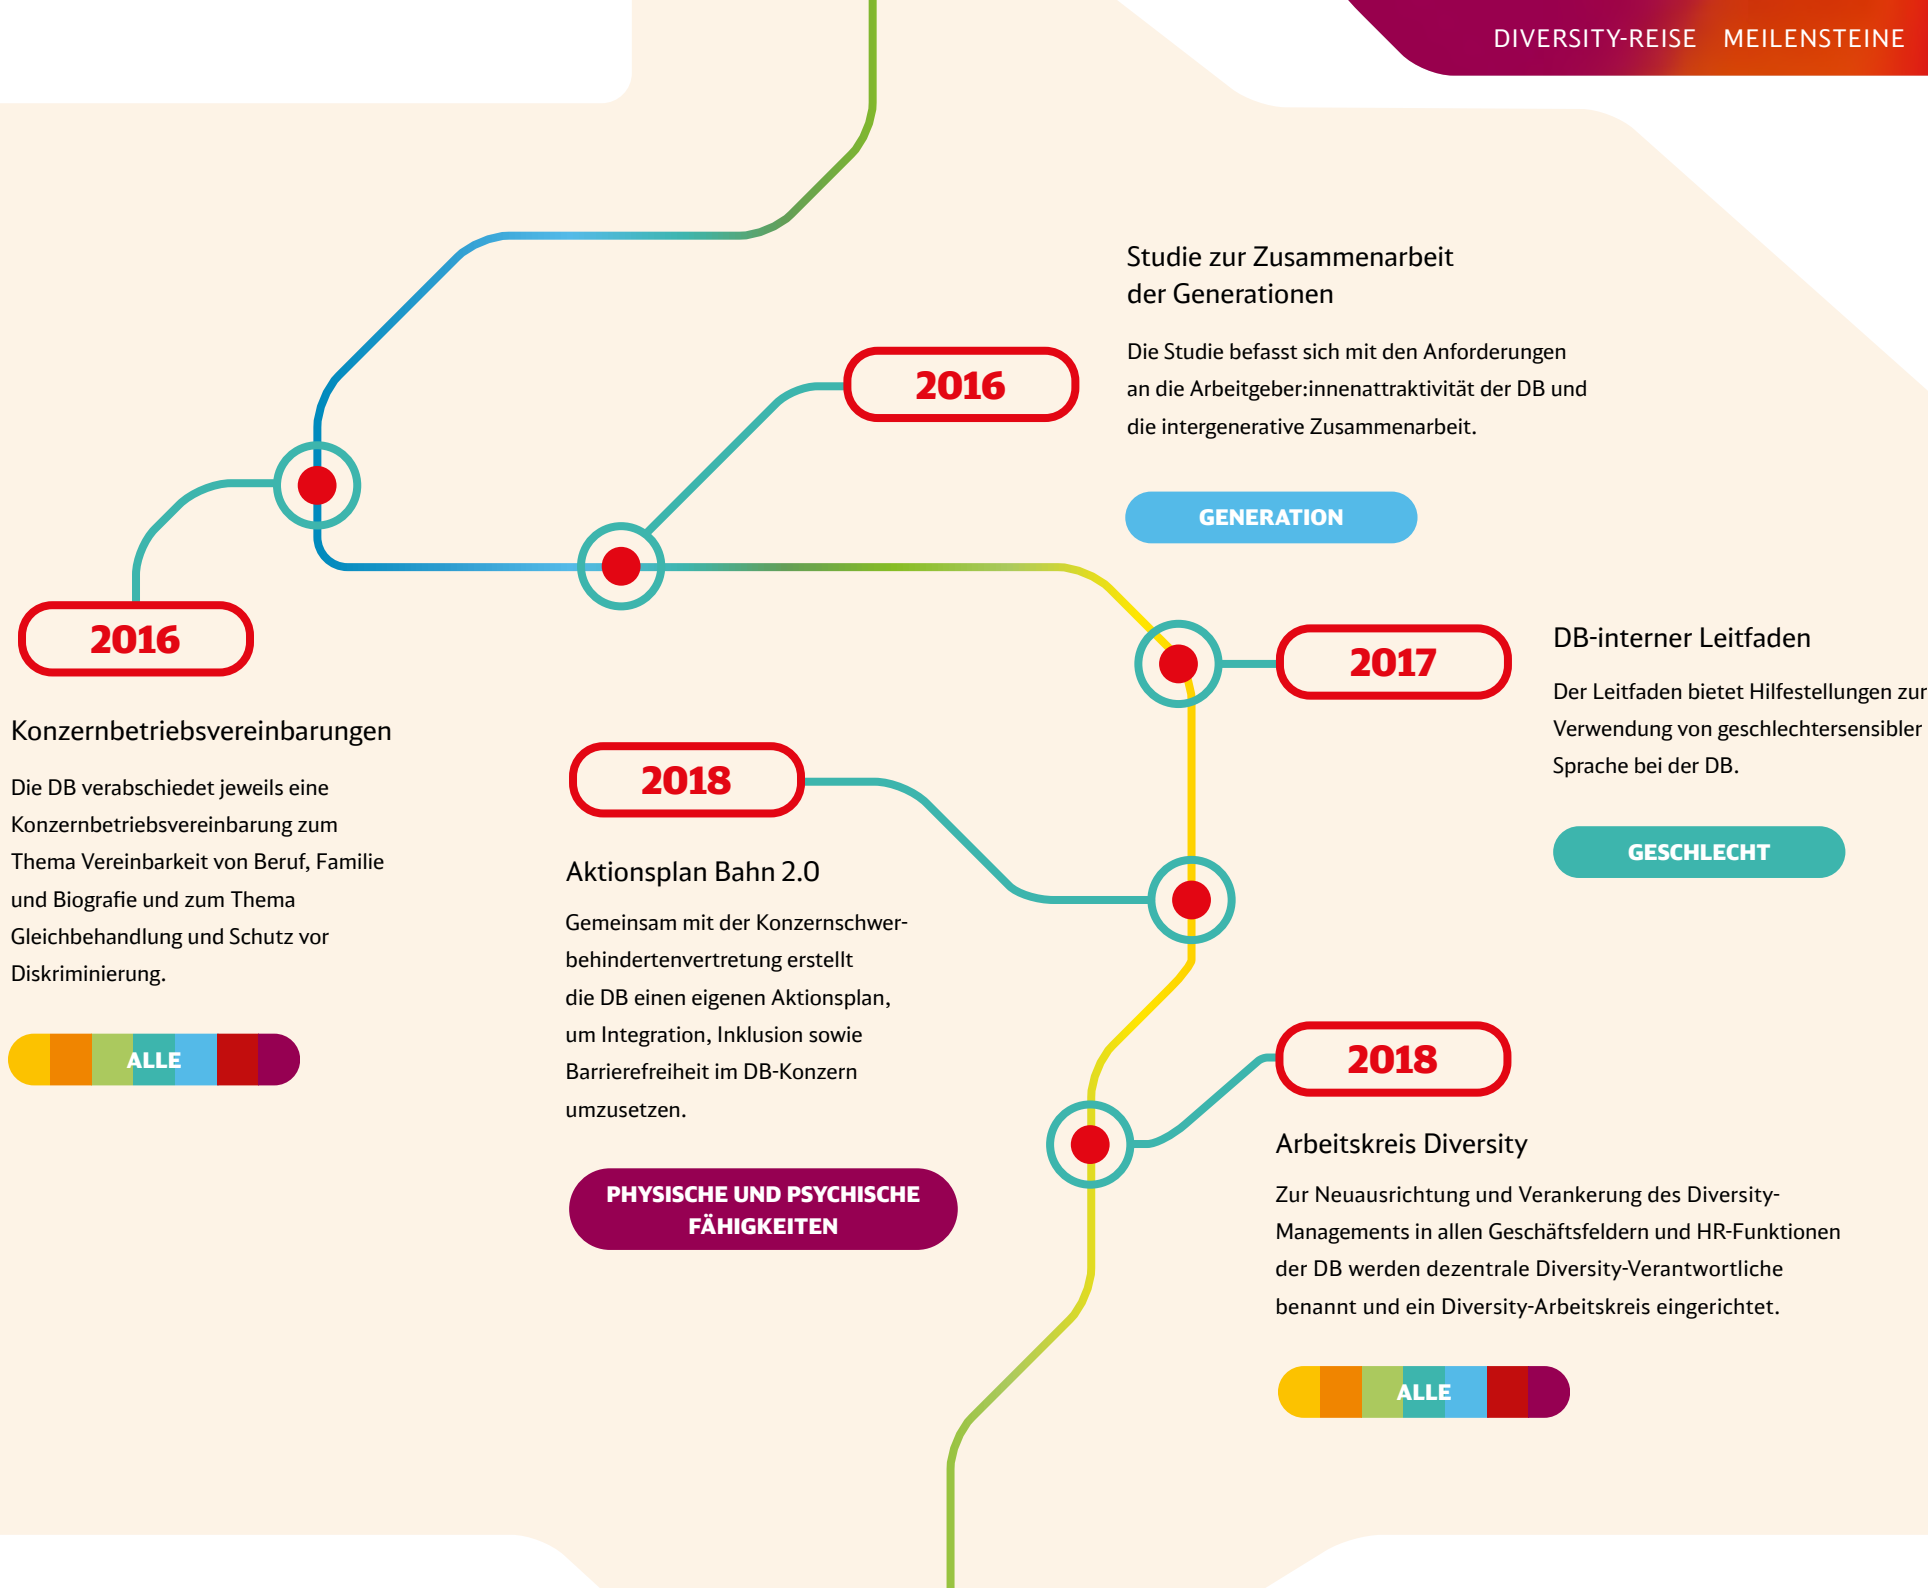 DIVERSITY-REISE MEILENSTEINE
2016
Konzernbetriebsvereinbarungen
Die DB verabschiedet jeweils eine
Konzernbetriebsvereinbarung zum
Thema Vereinbarkeit von Beruf, Familie
und Biografie und zum Thema
Gleichbehandlung und Schutz vor
Diskriminierung.
ALLE
2016
Studie zur Zusammenarbeit
der Generationen
Die Studie befasst sich mit den Anforderungen
an die Arbeitgeber:innenattraktivität der DB und
die intergenerative Zusammenarbeit.
GENERATION
2017
DB-interner Leitfaden
Der Leitfaden bietet Hilfestellungen zur
Verwendung von geschlechtersensibler
Sprache bei der DB.
GESCHLECHT
2018
Aktionsplan Bahn 2.0
Gemeinsam mit der Konzernschwer-
behindertenvertretung erstellt
die DB einen eigenen Aktionsplan,
um Integration, Inklusion sowie
Barrierefreiheit im DB-Konzern
umzusetzen.
PHYSISCHE UND PSYCHISCHE
FÄHIGKEITEN
2018
Arbeitskreis Diversity
Zur Neuausrichtung und Verankerung des Diversity-
Managements in allen Geschäftsfeldern und HR-Funktionen
der DB werden dezentrale Diversity-Verantwortliche
benannt und ein Diversity-Arbeitskreis eingerichtet.
ALLE